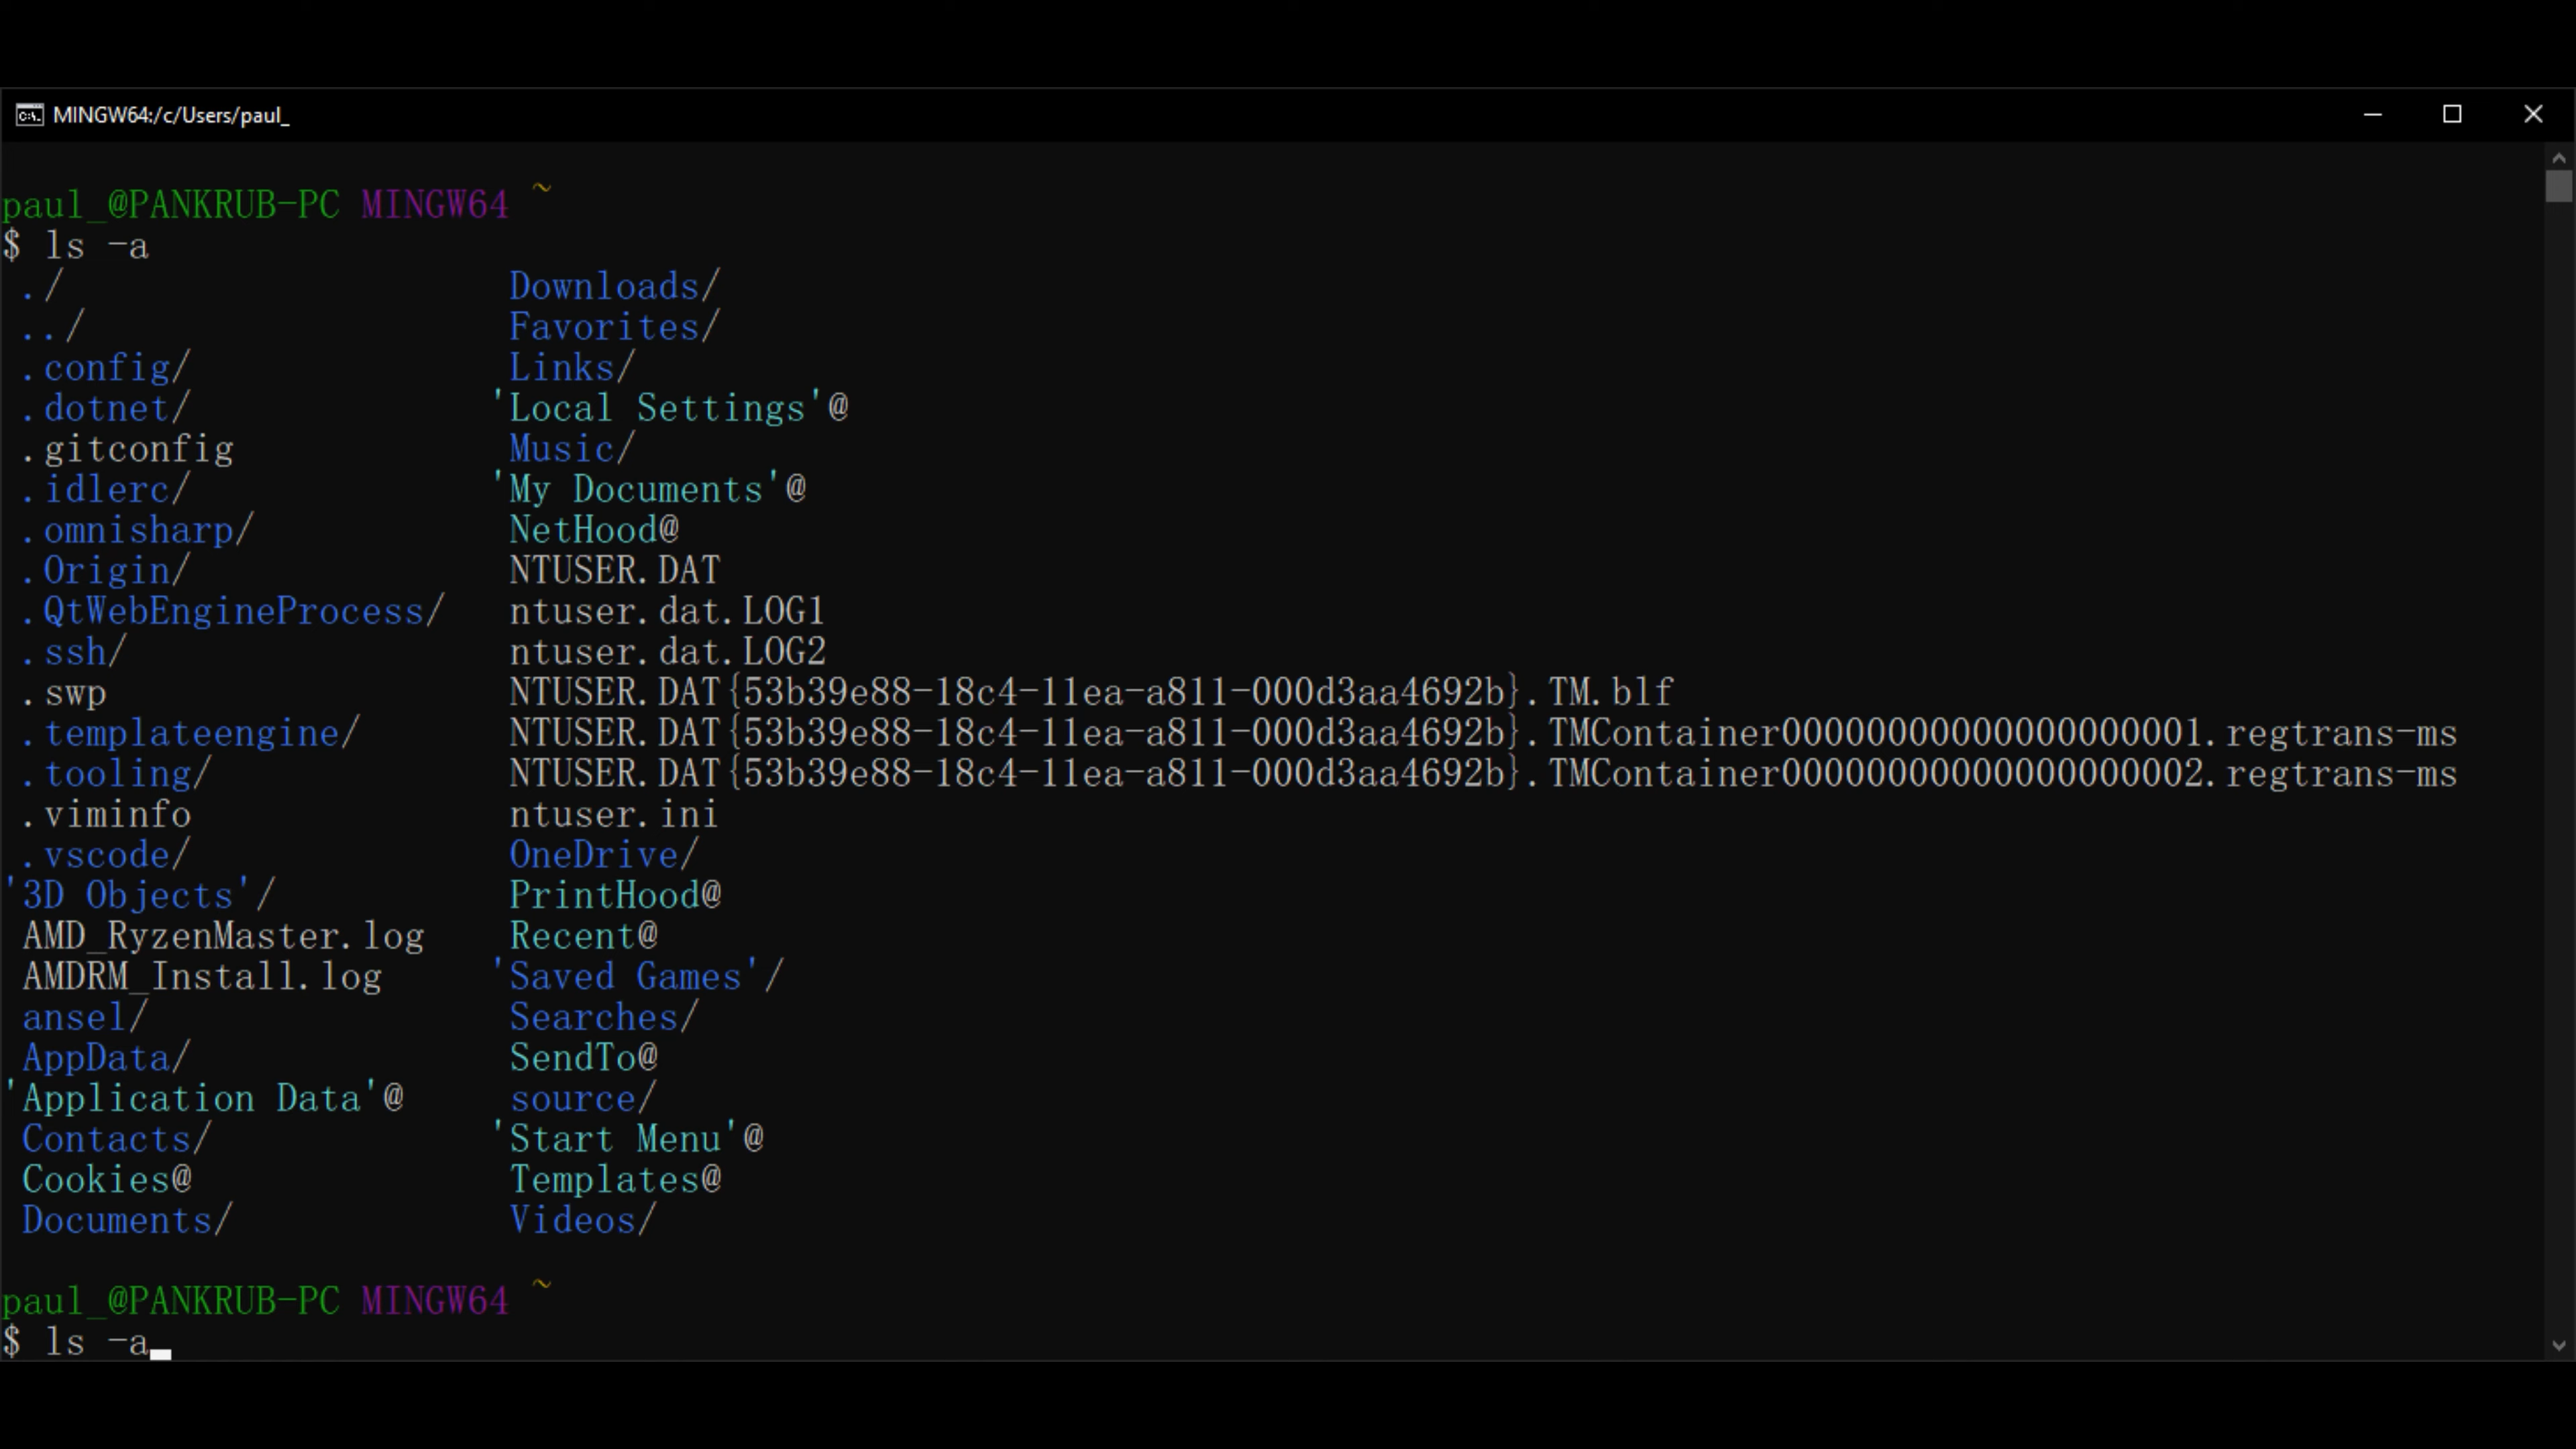 MINGW64:/c/Users/paul_
paul_@PANKRUB-PC MINGW64 ~
$ ls -a
./ Downloads/
../ Favorites/
.config/ Links/
.dotnet/ 'Local Settings'@
.gitconfig Music/
.idlerc/ 'My Documents'@
.omnisharp/ NetHood@
.Origin/ NTUSER.DAT
.QtWebEngineProcess/ ntuser.dat.LOG1
.ssh/ ntuser.dat.LOG2
.swp NTUSER.DAT{53b39e88-18c4-11ea-a811-000d3aa4692b}.TM.blf
.templateengine/ NTUSER.DAT{53b39e88-18c4-11ea-a811-000d3aa4692b}.TMContainer00000000000000000001.regtrans-ms
.tooling/ NTUSER.DAT{53b39e88-18c4-11ea-a811-000d3aa4692b}.TMContainer00000000000000000002.regtrans-ms
.viminfo ntuser.ini
.vscode/ OneDrive/
'3D Objects'/ PrintHood@
AMD_RyzenMaster.log Recent@
AMDRM_Install.log 'Saved Games'/
ansel/ Searches/
AppData/ SendTo@
'Application Data'@ source/
Contacts/ 'Start Menu'@
Cookies@ Templates@
Documents/ Videos/
paul_@PANKRUB-PC MINGW64 ~
$ ls -a